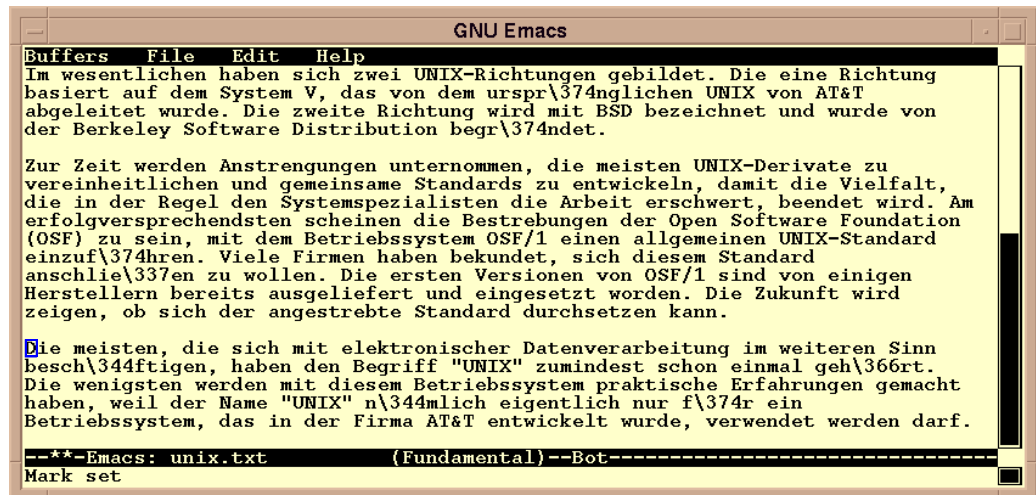 GNU Emacs
Buffers File Edit Help
Im wesentlichen haben sich zwei UNIX-Richtungen gebildet. Die eine Richtung
basiert auf dem System V, das von dem urspr\374nglichen UNIX von AT&T
abgeleitet wurde. Die zweite Richtung wird mit BSD bezeichnet und wurde von
der Berkeley Software Distribution begr\374ndet.
Zur Zeit werden Anstrengungen unternommen, die meisten UNIX-Derivate zu
vereinheitlichen und gemeinsame Standards zu entwickeln, damit die Vielfalt,
die in der Regel den Systemspezialisten die Arbeit erschwert, beendet wird. Am
erfolgversprechendsten scheinen die Bestrebungen der Open Software Foundation
(OSF) zu sein, mit dem Betriebssystem OSF/1 einen allgemeinen UNIX-Standard
einzuf\374hren. Viele Firmen haben bekundet, sich diesem Standard
anschlie\337en zu wollen. Die ersten Versionen von OSF/1 sind von einigen
Herstellern bereits ausgeliefert und eingesetzt worden. Die Zukunft wird
zeigen, ob sich der angestrebte Standard durchsetzen kann.
Die meisten, die sich mit elektronischer Datenverarbeitung im weiteren Sinn
besch\344ftigen, haben den Begriff "UNIX" zumindest schon einmal geh\366rt.
Die wenigsten werden mit diesem Betriebssystem praktische Erfahrungen gemacht
haben, weil der Name "UNIX" n\344mlich eigentlich nur f\374r ein
Betriebssystem, das in der Firma AT&T entwickelt wurde, verwendet werden darf.
--**-Emacs: unix.txt (Fundamental)--Bot--------------------------------
Mark set